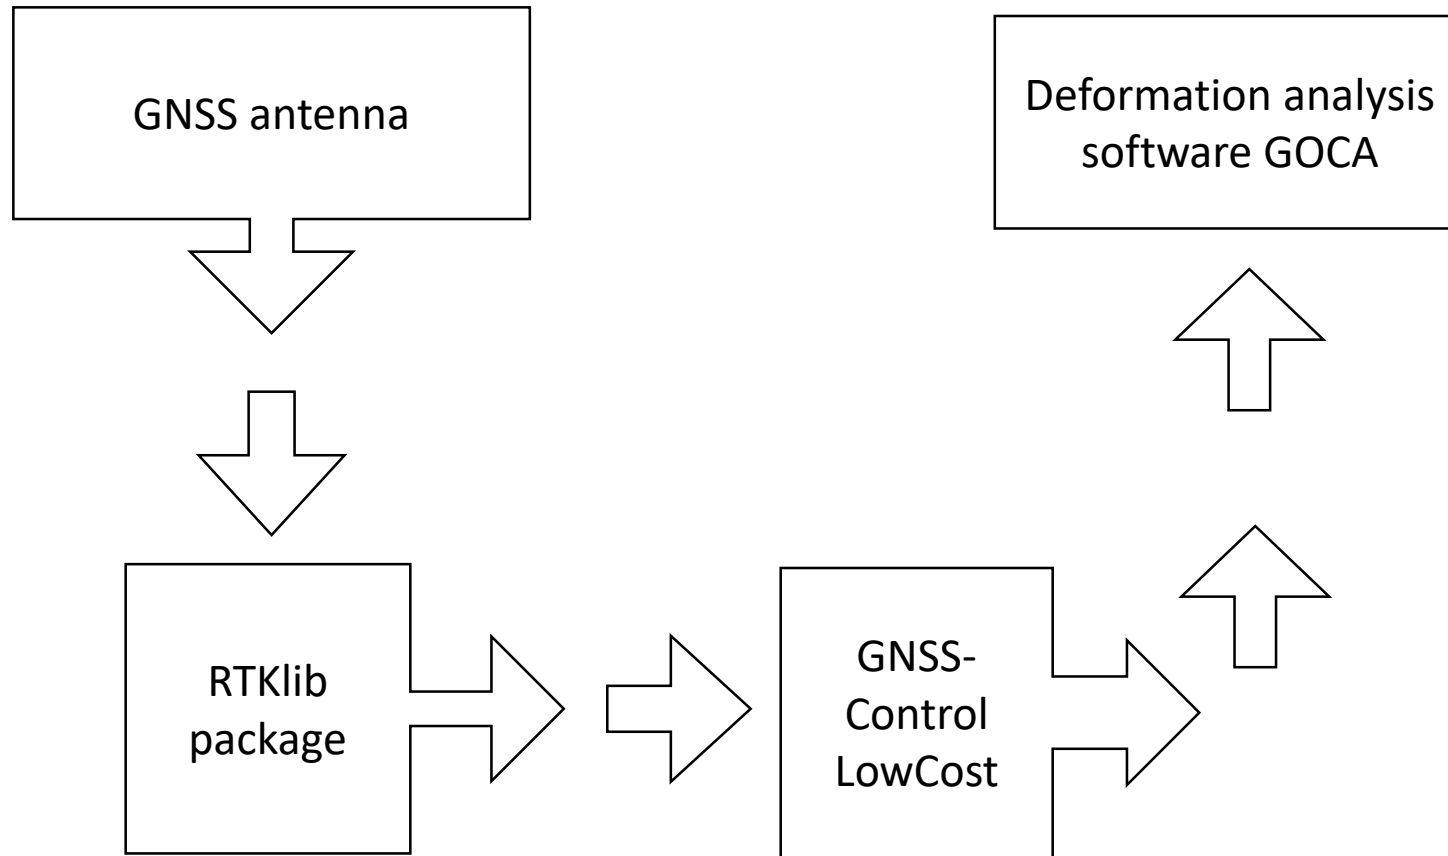 GNSS antenna
Deformation analysis
software GOCA
RTKlib
package
GNSS-
Control
LowCost